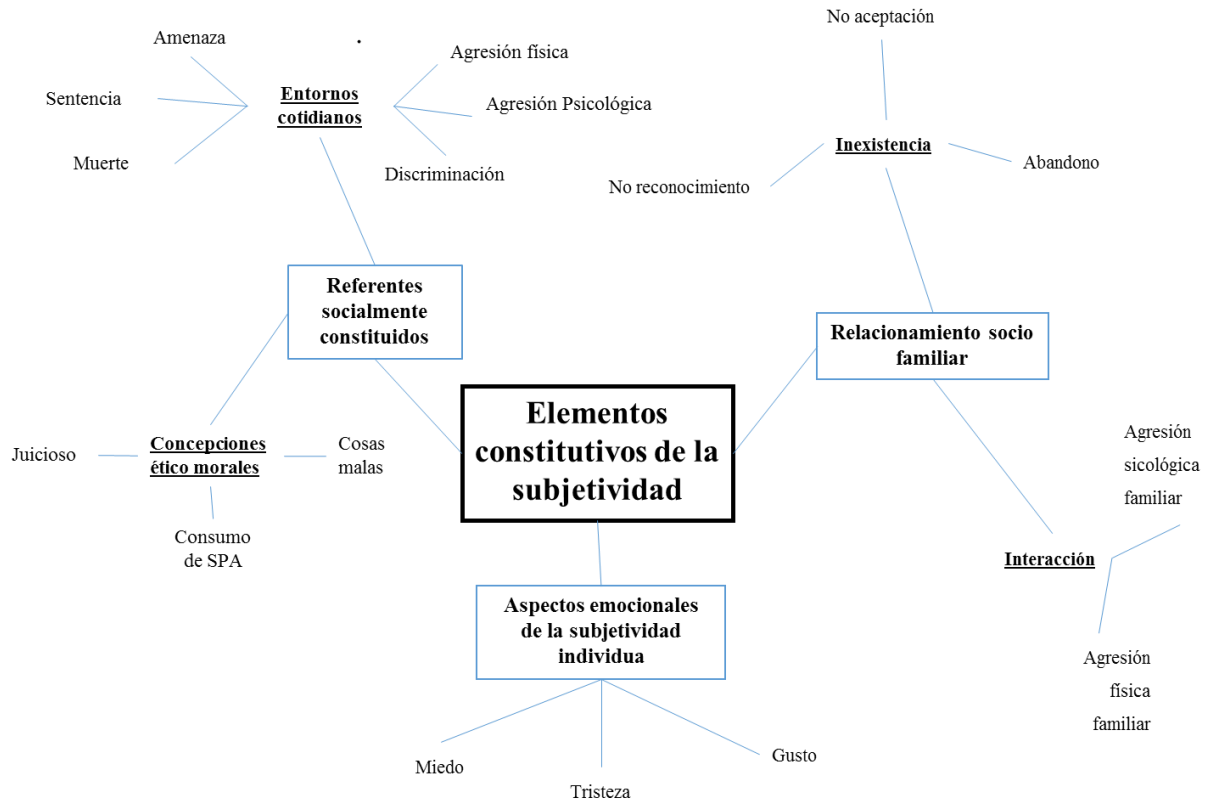 No aceptación
Amenaza
.
Agresión física
Sentencia
Entornos
cotidianos
Agresión Psicológica
Muerte
Discriminación
Inexistencia
Abandono
No reconocimiento
Referentes
socialmente
constituidos
Relacionamiento socio
familiar
Elementos
constitutivos de la
subjetividad
Juicioso
Concepciones
ético morales
Cosas
malas
Consumo
de SPA
Agresión
sicológica
familiar
Interacción
Agresión
física
familiar
Aspectos emocionales
de la subjetividad
individua
Miedo
Tristeza
Gusto